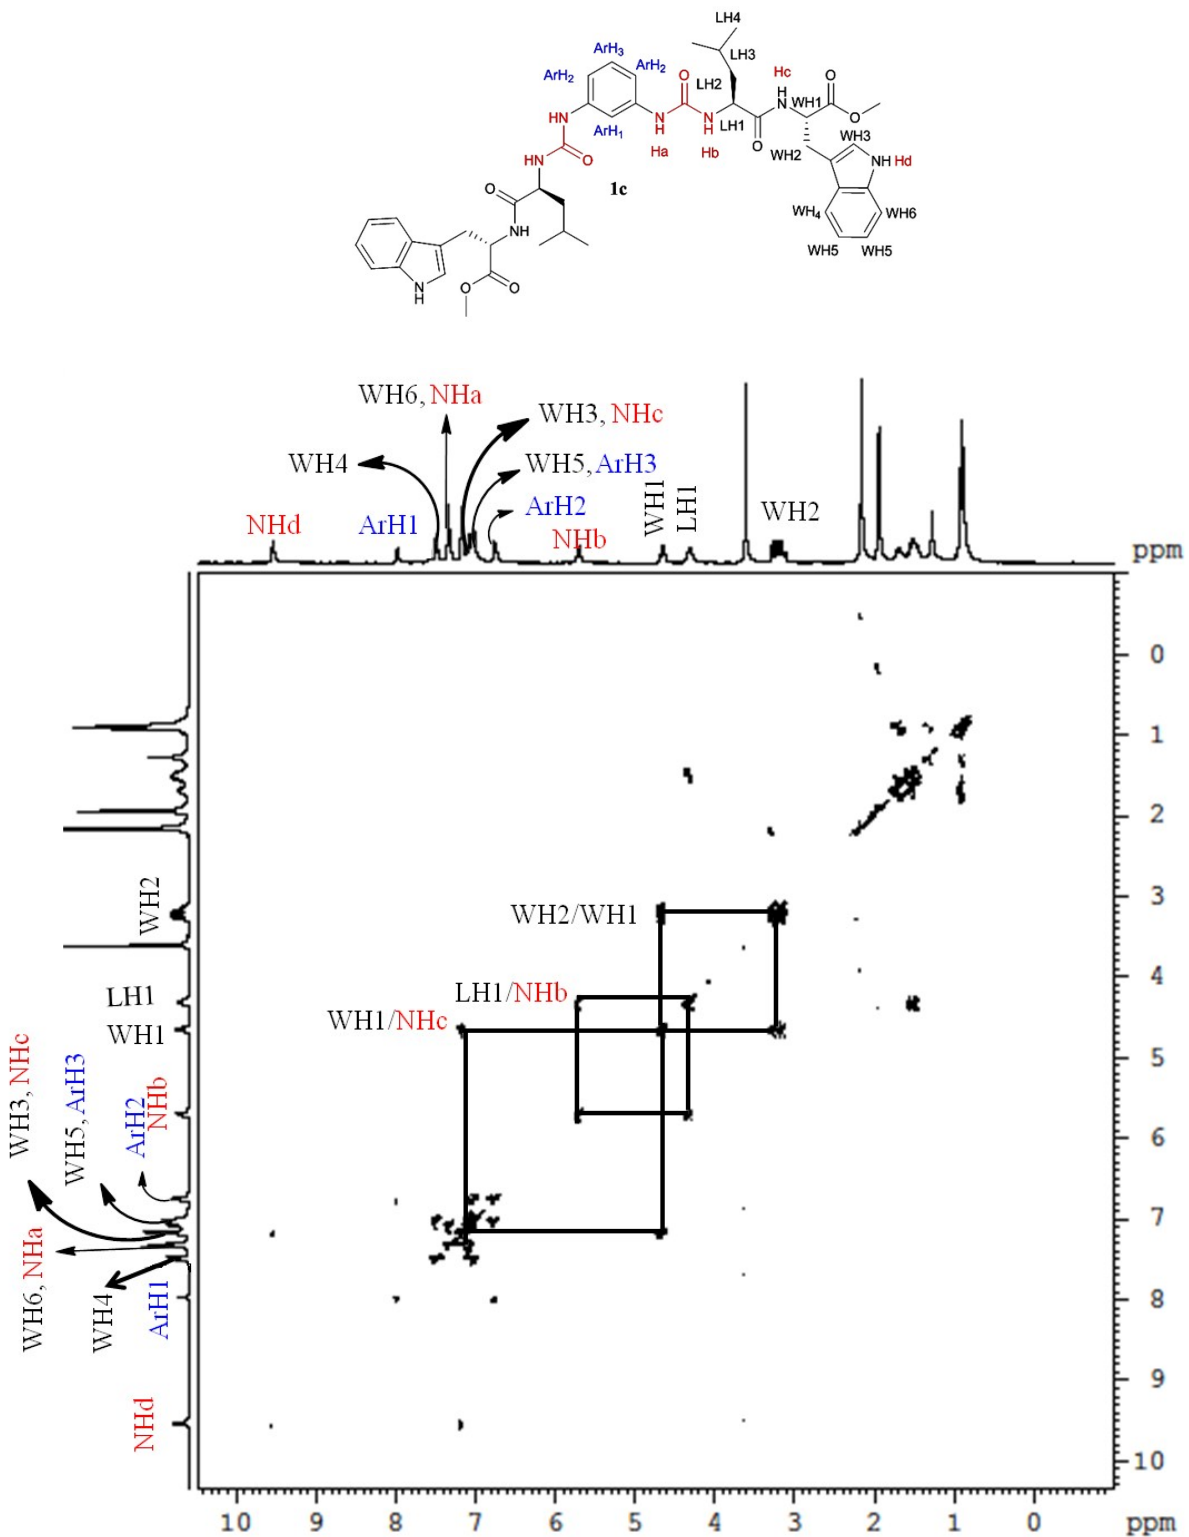 LH4
ArH3
LH3
ArH2
ArH2
LH2
O
Hc
H
N
WH1
O
O
HN
ArH1
N
H
N
H
LH1
O
WH3
Ha
Hb
WH2
NH Hd
HN
O
1c
O
NH
WH4
WH6
WH5
WH5
N
H
O
O
WH6, NHa
WH3, NHc
WH4
WH5, ArH3
NHd
ArH1
ArH2
NHb
WH1
LH1
WH2
ppm
0
1
2
3
4
5
6
7
8
9
10
WH2
LH1
WH1
WH3, NHc
WH5, ArH3
ArH2
NHb
WH6, NHa
WH4
ArH1
NHd
WH2/WH1
LH1/NHb
WH1/NHc
10 9 8 7 6 5 4 3 2 1 0 ppm